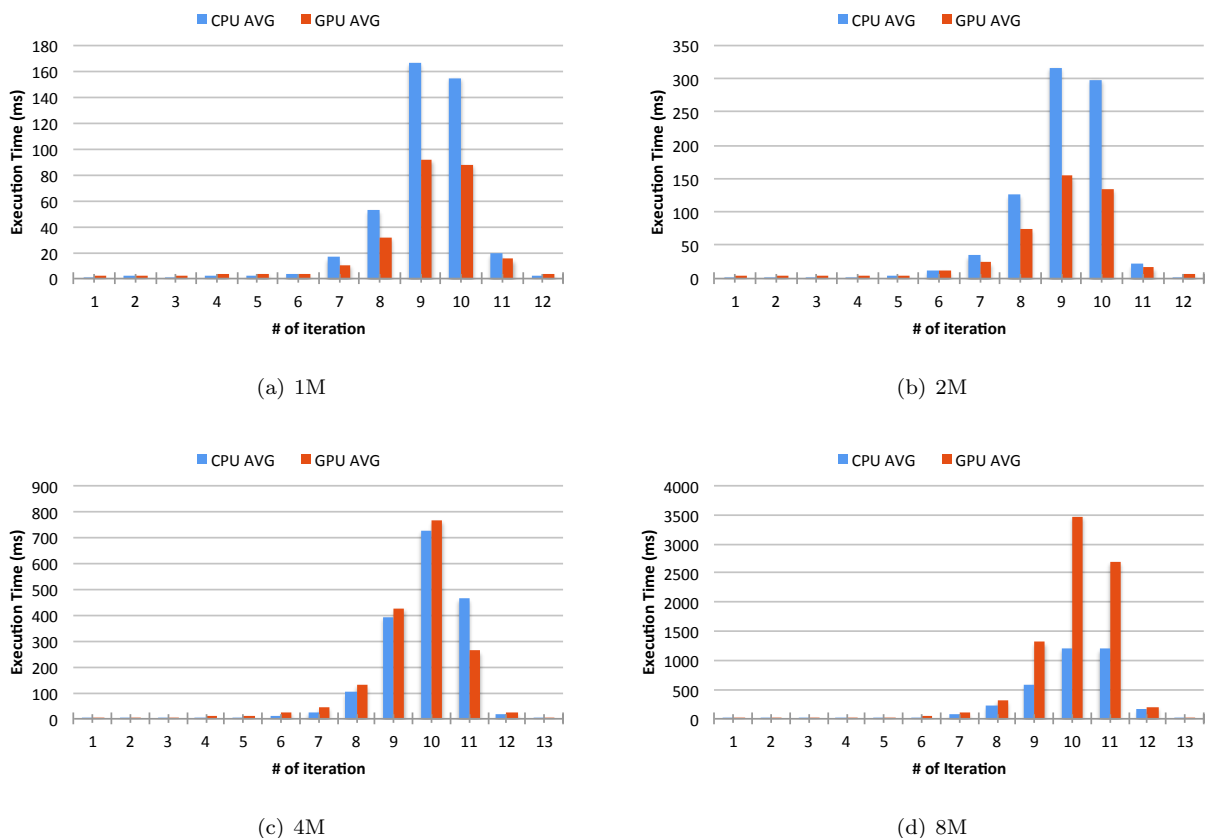 CPU AVG GPU AVG
180
160
140
120
100
80
60
40
20
0
Execution Time (ms)
1 2 3 4 5 6 7 8 9 10 11 12
# of iteration
(a) 1M
CPU AVG GPU AVG
350
300
250
200
150
100
50
0
Execution Time (ms)
1 2 3 4 5 6 7 8 9 10 11 12
# of iteration
(b) 2M
CPU AVG GPU AVG
900
800
700
600
500
400
300
200
100
0
Execution Time (ms)
1 2 3 4 5 6 7 8 9 10 11 12 13
# of iteration
(c) 4M
CPU AVG GPU AVG
4000
3500
3000
2500
2000
1500
1000
500
0
Execution Time (ms)
1 2 3 4 5 6 7 8 9 10 11 12 13
# of Iteration
(d) 8M